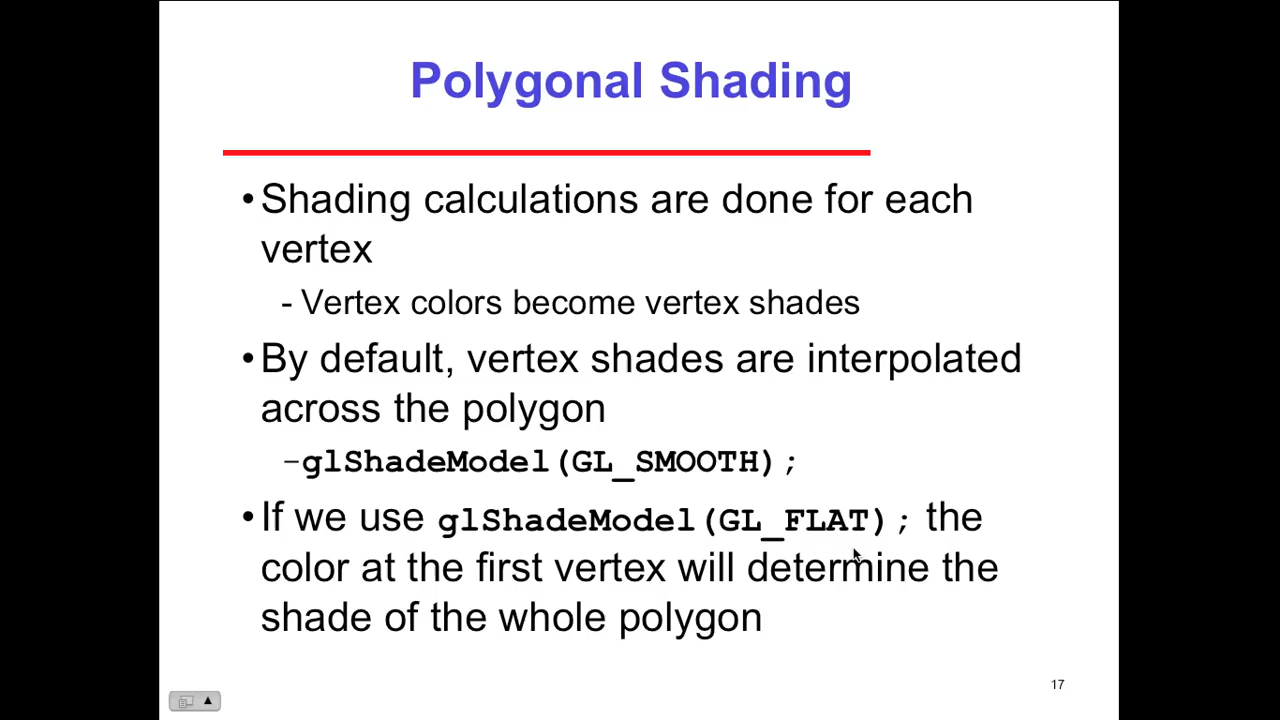 Polygonal Shading
•Shading calculations are done for each
vertex
- Vertex colors become vertex shades
•By default, vertex shades are interpolated
across the polygon
–glShadeModel(GL_SMOOTH);
•If we use glShadeModel(GL_FLAT); the
color at the first vertex will determine the
shade of the whole polygon
17